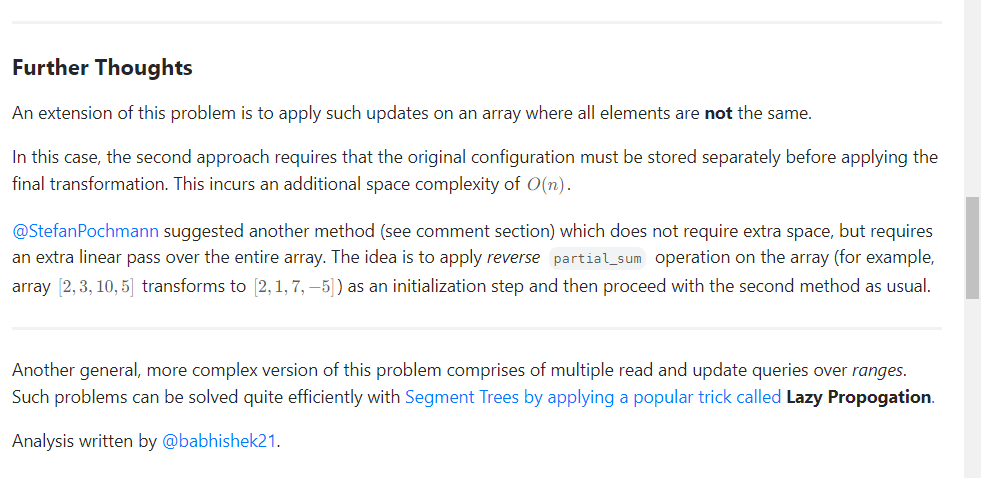 Further Thoughts
An extension of this problem is to apply such updates on an array where all elements are not the same.
In this case, the second approach requires that the original configuration must be stored separately before applying the
final transformation. This incurs an additional space complexity of O(n).
@StefanPochmann suggested another method (see comment section) which does not require extra space, but requires
an extra linear pass over the entire array. The idea is to apply reverse partial_sum operation on the array (for example,
array [2, 3, 10, 5] transforms to [2, 1, 7, −5]) as an initialization step and then proceed with the second method as usual.
Another general, more complex version of this problem comprises of multiple read and update queries over ranges.
Such problems can be solved quite efficiently with Segment Trees by applying a popular trick called Lazy Propogation.
Analysis written by @babhishek21.